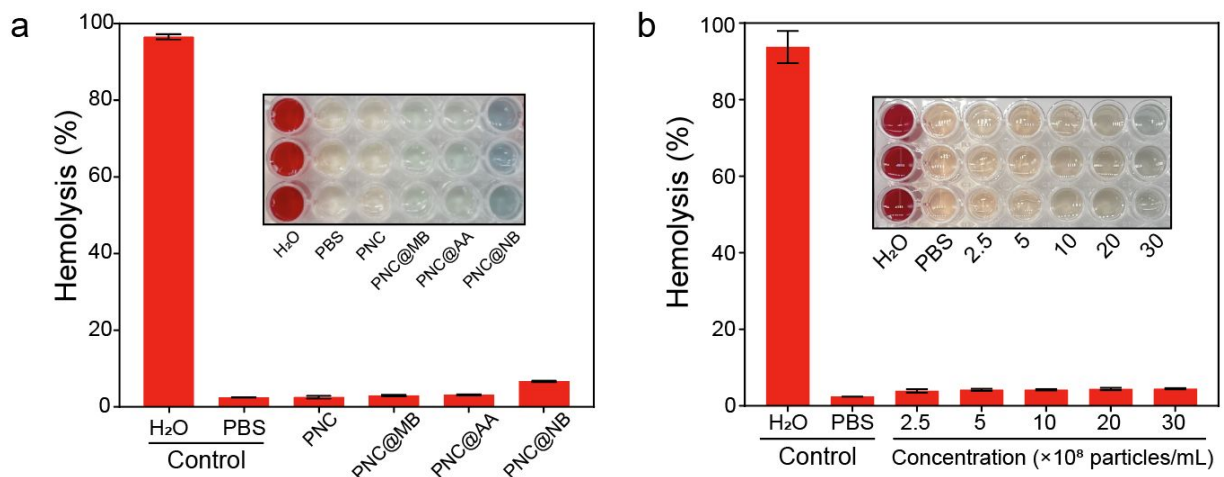 a
Hemolysis (%)
100
80
60
40
20
0
H₂O
PBS
PNC
PNC@MB
PNC@AA
PNC@NB
H₂O
PBS
PNC
PNC@MB
PNC@AA
PNC@NB
Control
b
Hemolysis (%)
100
80
60
40
20
0
H₂O
PBS
2.5
5
10
20
30
H₂O
PBS
2.5
5
10
20
30
Control
Concentration (×10⁸ particles/mL)